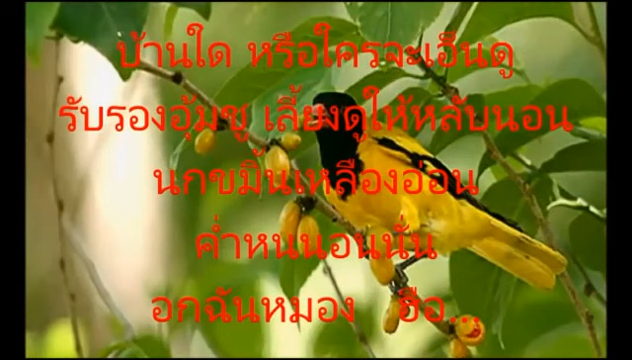 บ้านใด หรือใครจะเอ็นดู
รับรองอุ้มชู เลี้ยงดูให้หลับนอน
นกขมิ้นเหลืองอ่อน
ค่ำหนนอนนั่น
อกฉันหมอง ฮือ...